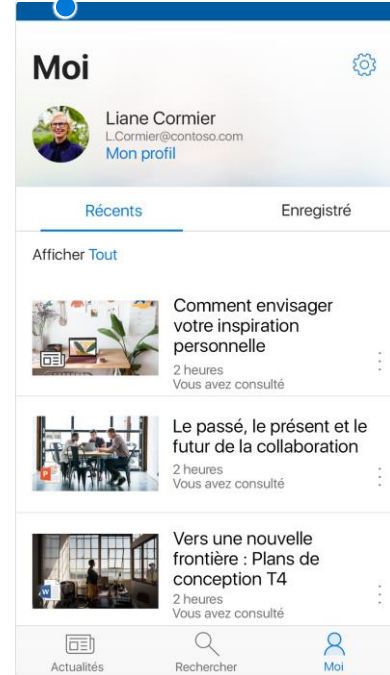 Moi
Liane Cormier
L.Cormier@contoso.com
Mon profil
Récents
Enregistré
Afficher Tout
Comment envisager
votre inspiration
personnelle
2 heures
Vous avez consulté
Le passé, le présent et le
futur de la collaboration
2 heures
Vous avez consulté
P
Vers une nouvelle
frontière : Plans de
conception T4
2 heures
Vous avez consulté
W
Actualités
Rechercher
Moi